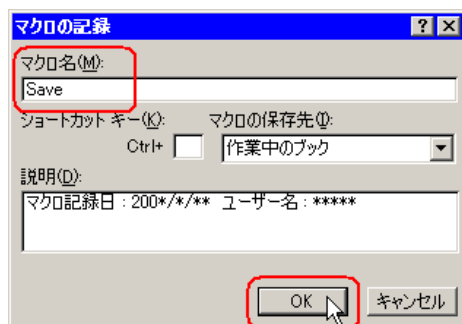 マクロの記録
マクロ名(M):
Save
ショートカット キー(K):
マクロの保存先(I):
Ctrl+
作業中のブック
説明(D):
マクロ記録日 : 200*/*/** ユーザー名 : *****
OK
キャンセル